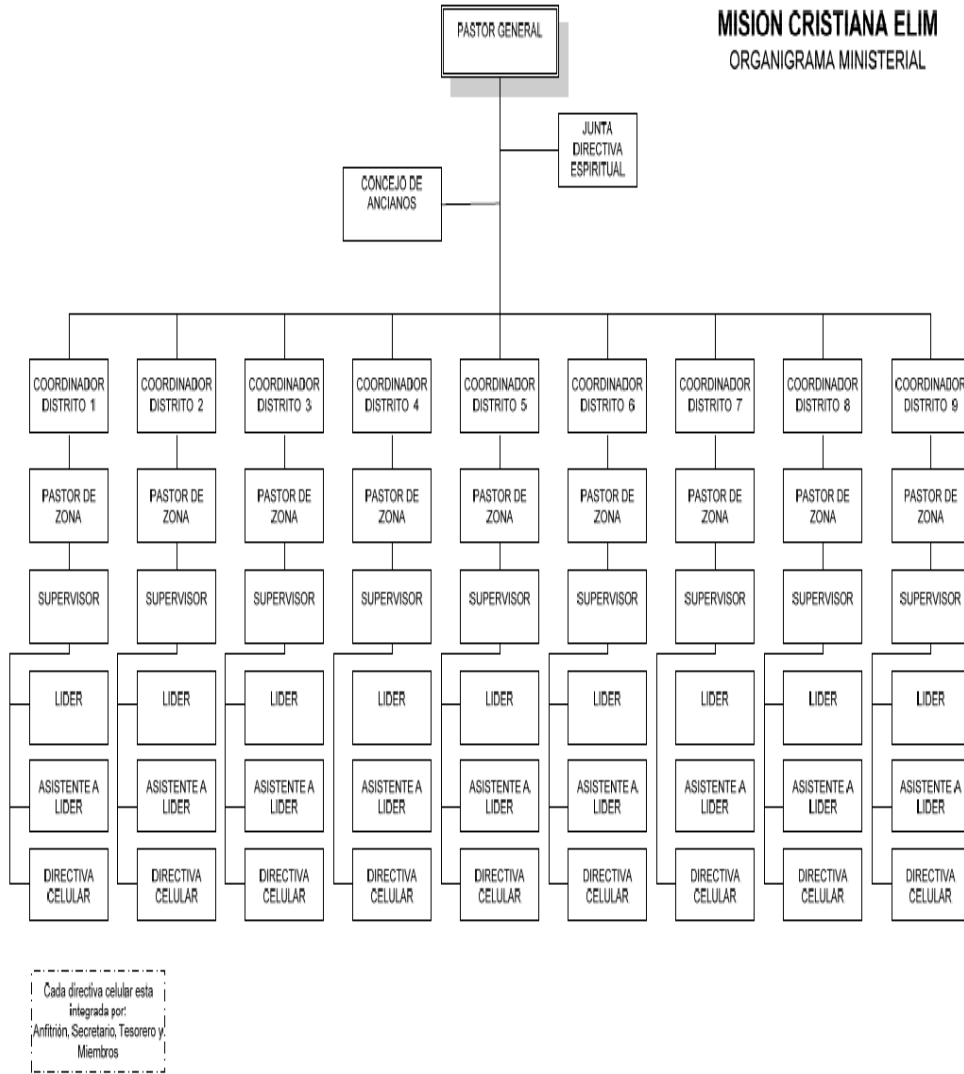 MISION CRISTIANA ELIM
ORGANIGRAMA MINISTERIAL
PASTOR GENERAL
JUNTA
DIRECTIVA
ESPIRITUAL
CONCEJO DE
ANCIANOS
COORDINADOR
DISTRITO 1
COORDINADOR
DISTRITO 2
COORDINADOR
DISTRITO 3
COORDINADOR
DISTRITO 4
COORDINADOR
DISTRITO 5
COORDINADOR
DISTRITO 6
COORDINADOR
DISTRITO 7
COORDINADOR
DISTRITO 8
COORDINADOR
DISTRITO 9
PASTOR DE
ZONA
PASTOR DE
ZONA
PASTOR DE
ZONA
PASTOR DE
ZONA
PASTOR DE
ZONA
PASTOR DE
ZONA
PASTOR DE
ZONA
PASTOR DE
ZONA
PASTOR DE
ZONA
SUPERVISOR
SUPERVISOR
SUPERVISOR
SUPERVISOR
SUPERVISOR
SUPERVISOR
SUPERVISOR
SUPERVISOR
SUPERVISOR
LIDER
LIDER
LIDER
LIDER
LIDER
LIDER
LIDER
LIDER
LIDER
ASISTENTE A
LIDER
ASISTENTE A
LIDER
ASISTENTE A
LIDER
ASISTENTE A
LIDER
ASISTENTE A
LIDER
ASISTENTE A
LIDER
ASISTENTE A
LIDER
ASISTENTE A
LIDER
ASISTENTE A
LIDER
DIRECTIVA
CELULAR
DIRECTIVA
CELULAR
DIRECTIVA
CELULAR
DIRECTIVA
CELULAR
DIRECTIVA
CELULAR
DIRECTIVA
CELULAR
DIRECTIVA
CELULAR
DIRECTIVA
CELULAR
DIRECTIVA
CELULAR
Cada directiva celular esta
integrada por:
Anfitrión, Secretario, Tesorero y
Miembros